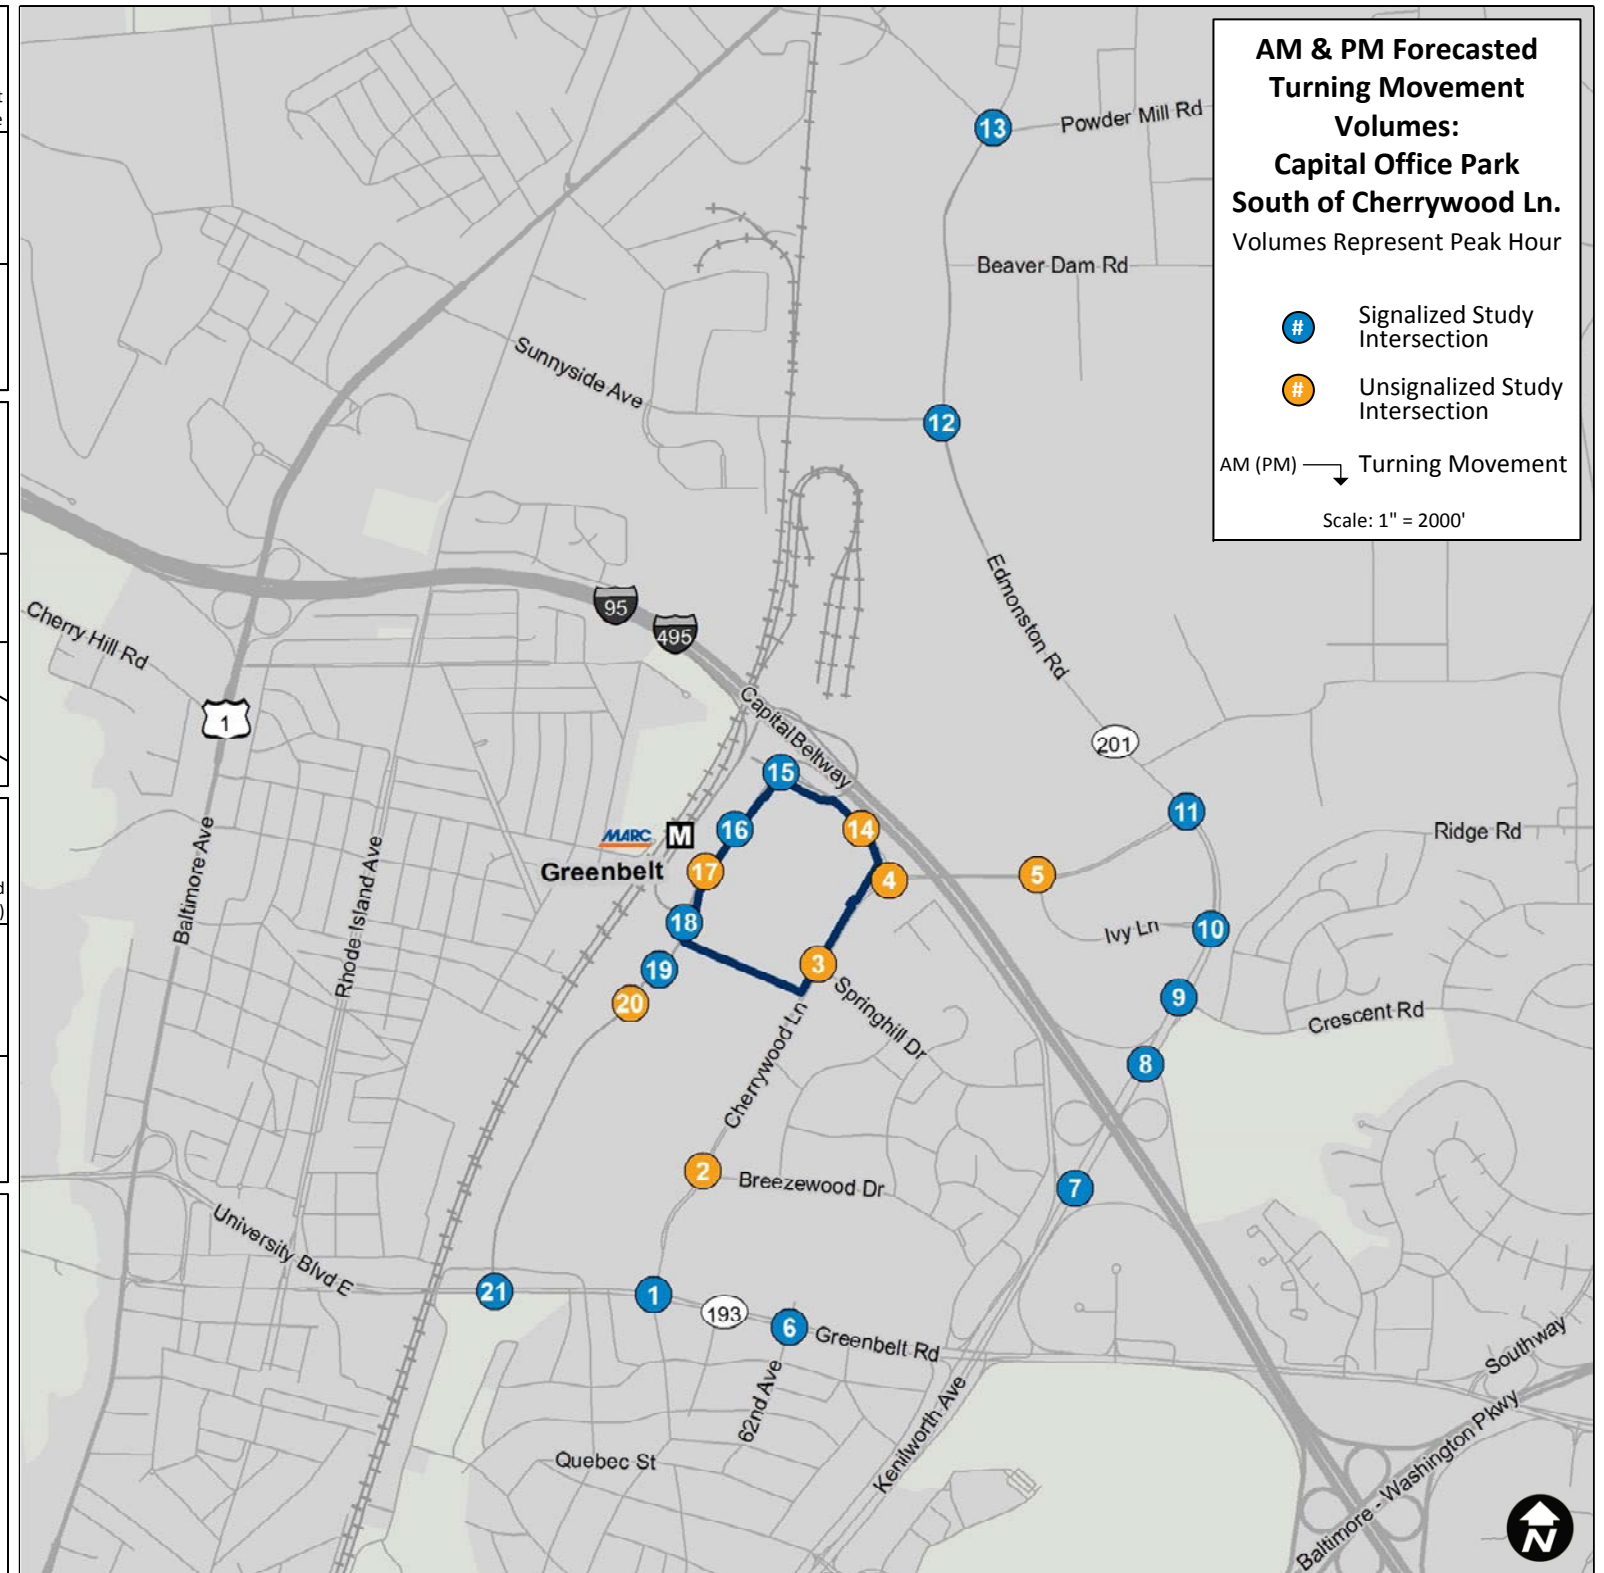 AM & PM Forecasted
Turning Movement
Volumes:
Capital Office Park
South of Cherrywood Ln.
Volumes Represent Peak Hour
# Signalized Study
Intersection
# Unsignalized Study
Intersection
AM (PM) Turning Movement
Scale: 1" = 2000'
13
Powder Mill Rd
Beaver Dam Rd
Sunnyside Ave
12
Edmonston Rd
95
495
Cherry Hill Rd
1
Capital Beltway
201
15
11
16
14
Ridge Rd
MARC
M
Greenbelt
17
4
5
Baltimore Ave
Rhode Island Ave
18
Ivy Ln
10
19
3
20
Springhill Dr
9
Crescent Rd
Cherrywood Ln
8
2
Breezewood Dr
7
University Blvd E
21
1
193
6
Greenbelt Rd
Southway
62nd Ave
Kenilworth Ave
Quebec St
Baltimore - Washington Pkwy
N